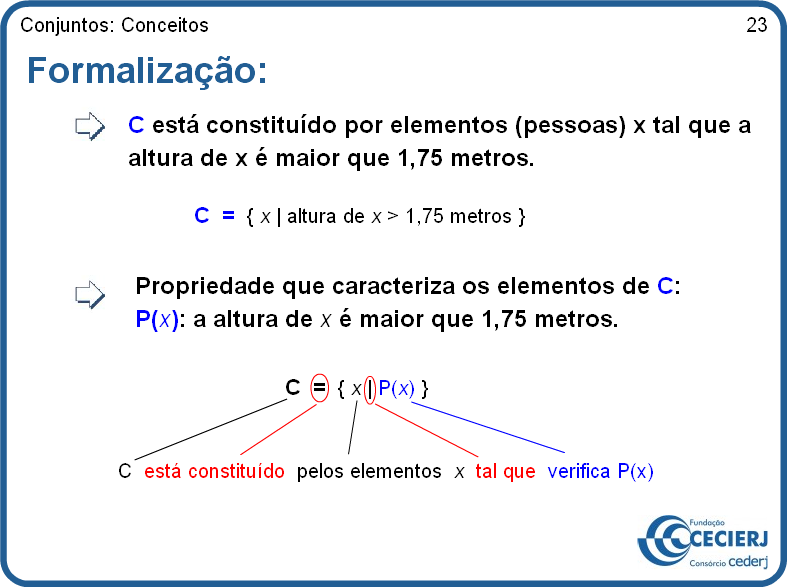 Conjuntos: Conceitos 23
Formalização:
C está constituído por elementos (pessoas) x tal que a
altura de x é maior que 1,75 metros.
C = { x | altura de x > 1,75 metros }
Propriedade que caracteriza os elementos de C:
P(x): a altura de x é maior que 1,75 metros.
C = { x | P(x) }
C está constituído pelos elementos x tal que verifica P(x)
Fundação
CECIERJ
Consórcio cederj